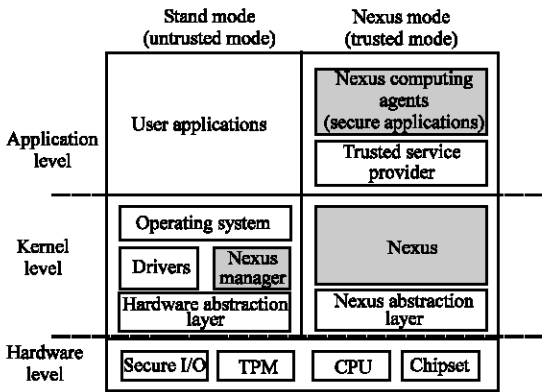 Stand mode
(untrusted mode)
Nexus mode
(trusted mode)
Application
level
User applications
Nexus computing
agents
(secure applications)
Trusted service
provider
Kernel
level
Operating system
Drivers
Nexus
manager
Hardware abstraction
layer
Nexus
Nexus abstraction
layer
Hardware
level
Secure I/O
TPM
CPU
Chipset